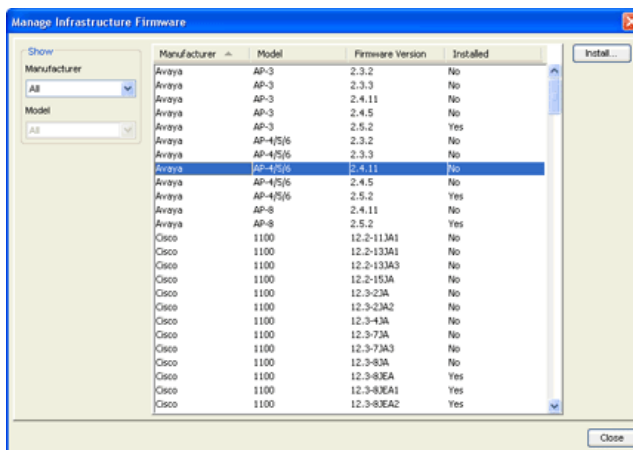 Manage Infrastructure Firmware
Show
Manufacturer
All
Model
All
Manufacturer Model Firmware Version Installed
Avaya AP-3 2.3.2 No
Avaya AP-3 2.3.3 No
Avaya AP-3 2.4.11 No
Avaya AP-3 2.4.5 No
Avaya AP-3 2.5.2 Yes
Avaya AP-4/5/6 2.3.2 No
Avaya AP-4/5/6 2.3.3 No
Avaya AP-4/5/6 2.4.11 No
Avaya AP-4/5/6 2.4.5 No
Avaya AP-4/5/6 2.5.2 Yes
Avaya AP-8 2.4.11 No
Avaya AP-8 2.5.2 Yes
Cisco 1100 12.2-11JA1 No
Cisco 1100 12.2-13JA1 No
Cisco 1100 12.2-13JA3 No
Cisco 1100 12.2-15JA No
Cisco 1100 12.3-2JA No
Cisco 1100 12.3-2JA2 No
Cisco 1100 12.3-4JA No
Cisco 1100 12.3-7JA No
Cisco 1100 12.3-7JA3 No
Cisco 1100 12.3-8JA No
Cisco 1100 12.3-8JEA Yes
Cisco 1100 12.3-8JEA1 Yes
Cisco 1100 12.3-8JEA2 Yes
Install...
Close